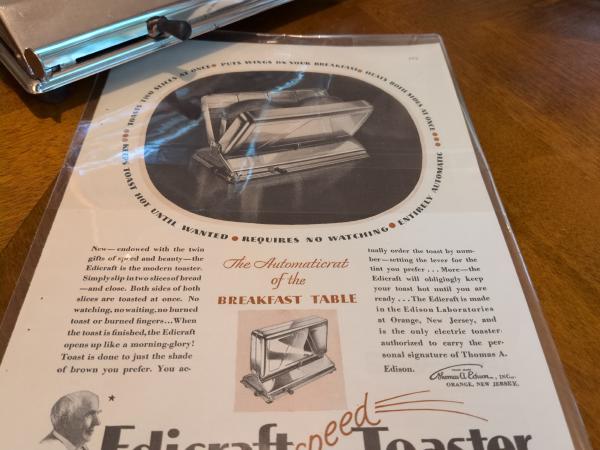 TOASTS TWO SLICES AT ONCE • PUTS WINGS ON YOUR BREAKFAST • HEATS BOTH SIDES AT ONCE • ENTIRELY AUTOMATIC • REQUIRES NO WATCHING • KEEPS TOAST HOT UNTIL WANTED •
New—endowed with the twin
gifts of speed and beauty—the
Edicraft is the modern toaster.
Simply slip in two slices of bread
—and close. Both sides of both
slices are toasted at once. No
watching, no waiting, no burned
toast or burned fingers...When
the toast is finished, the Edicraft
opens up like a morning-glory!
Toast is done to just the shade
of brown you prefer. You ac-
The Automaticrat
of the
BREAKFAST TABLE
tually order the toast by num-
ber—setting the lever for the
tint you prefer . . . More—the
Edicraft will obligingly keep
your toast hot until you are
ready . . . The Edicraft is made
in the Edison Laboratories
at Orange, New Jersey, and
is the only electric toaster
authorized to carry the per-
sonal signature of Thomas A.
Edison.
TRADE MARK
Thomas A Edison, INC.
ORANGE, NEW JERSEY.
Edicraft speed Toaster